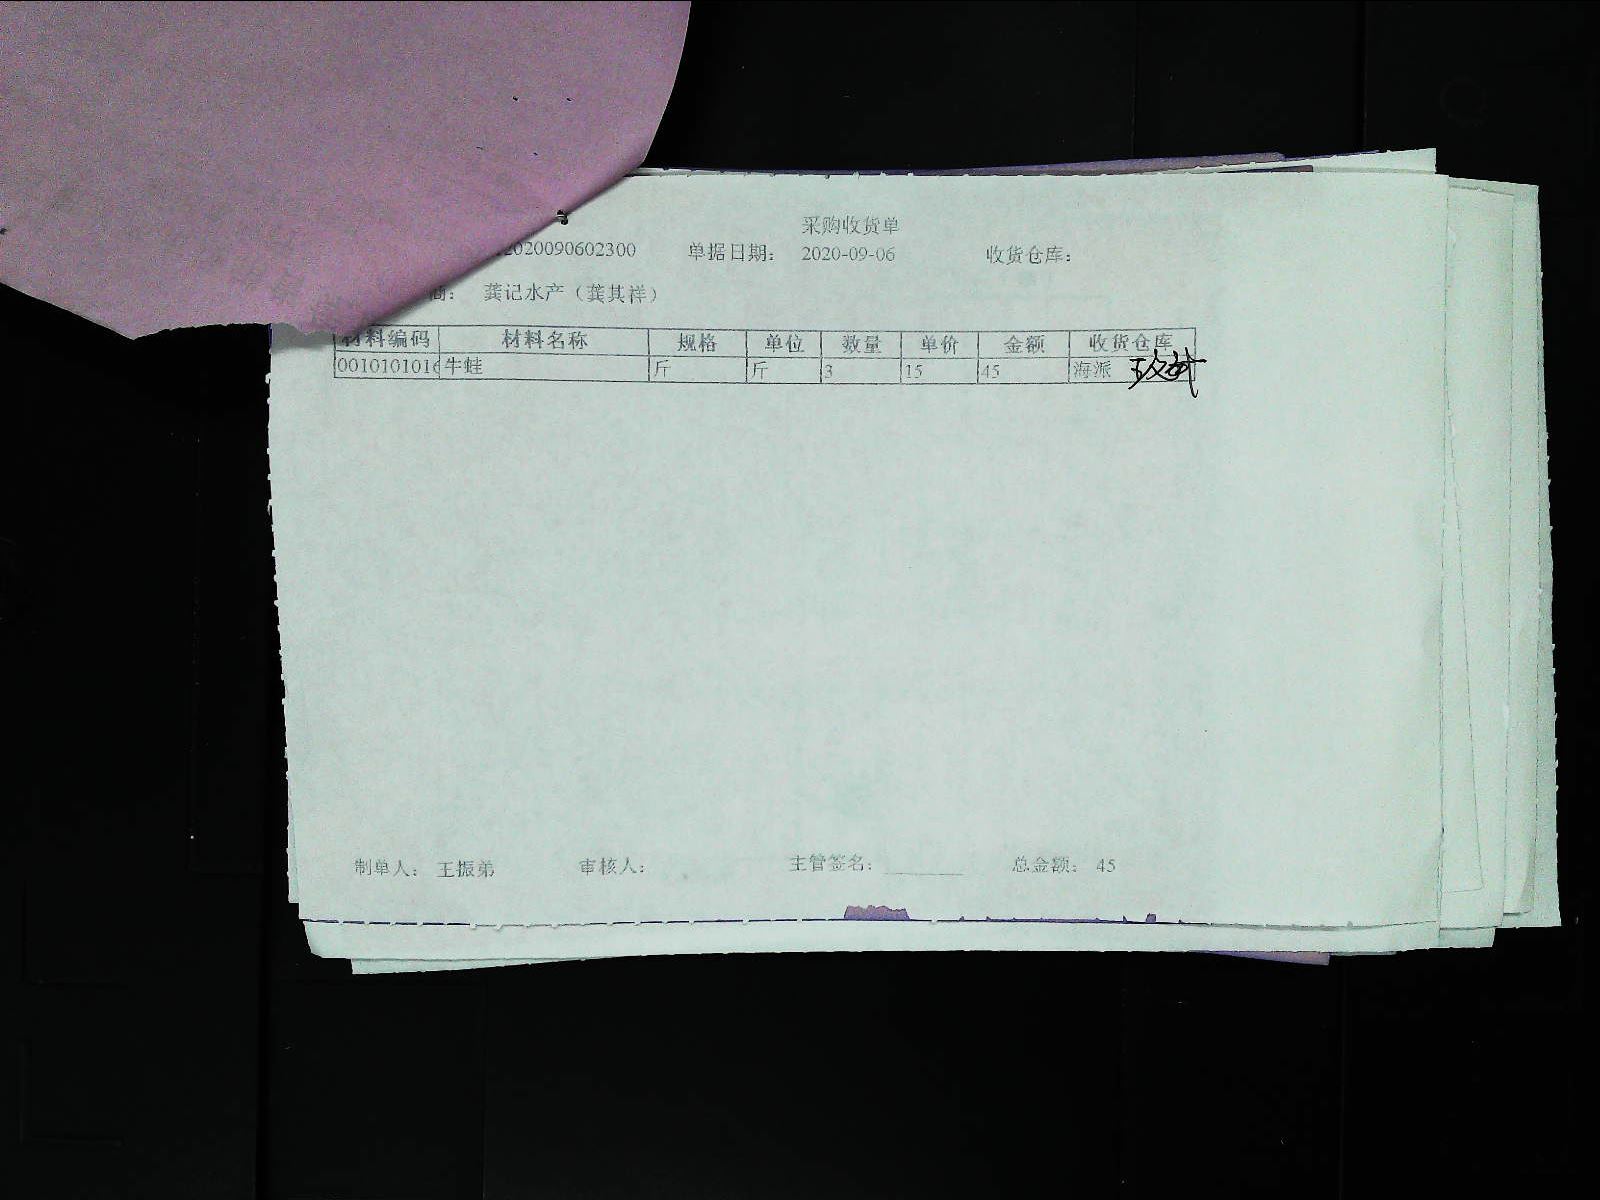 采购收货单
2020090602300 单据日期： 2020-09-06 收货仓库：
商： 龚记水产（龚其祥）
材料编码 材料名称 规格 单位 数量 单价 金额 收货仓库
0010101016 牛蛙 斤 斤 3 15 45 海派
制单人： 王振弟 审核人： 主管签名： 总金额： 45